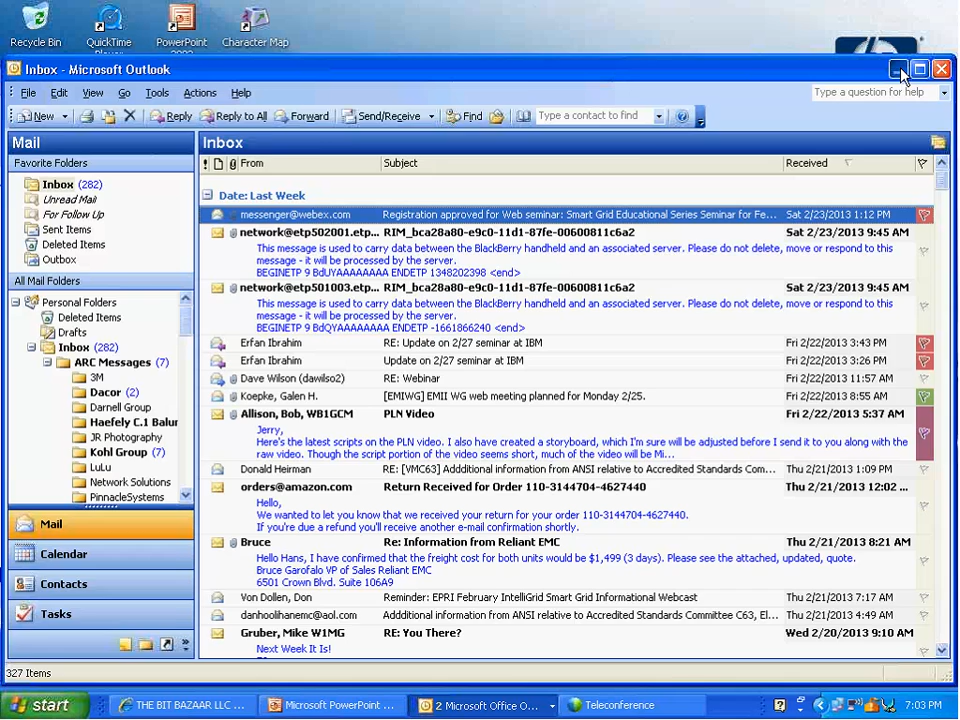 Recycle Bin
QuickTime
PowerPoint
Character Map
hp
Inbox - Microsoft Outlook
File Edit View Go Tools Actions Help
Type a question for help
New Reply Reply to All Forward Send/Receive Find Type a contact to find
Mail
Favorite Folders
Inbox (282)
Unread Mail
For Follow Up
Sent Items
Deleted Items
Outbox
All Mail Folders
Personal Folders
Deleted Items
Drafts
Inbox (282)
ARC Messages (7)
3M
Dacor (2)
Darnell Group
Haefely C.1 Balur
JR Photography
Kohl Group (7)
LuLu
Network Solutions
PinnacleSystems
Mail
Calendar
Contacts
Tasks
Inbox
From Subject Received
Date: Last Week
messenger@webex.com Registration approved for Web seminar: Smart Grid Educational Series Seminar for Fe... Sat 2/23/2013 1:12 PM
network@etp502001.etp... RIM_bca28a80-e9c0-11d1-87fe-00600811c6a2 Sat 2/23/2013 9:45 AM
This message is used to carry data between the BlackBerry handheld and an associated server. Please do not delete, move or respond to this
message - it will be processed by the server.
BEGINETP 9 BdUYAAAAAAAA ENDETP 1348202398 <end>
network@etp501003.etp... RIM_bca28a80-e9c0-11d1-87fe-00600811c6a2 Sat 2/23/2013 9:45 AM
This message is used to carry data between the BlackBerry handheld and an associated server. Please do not delete, move or respond to this
message - it will be processed by the server.
BEGINETP 9 BdQYAAAAAAAA ENDETP -1661866240 <end>
Erfan Ibrahim RE: Update on 2/27 seminar at IBM Fri 2/22/2013 3:43 PM
Erfan Ibrahim Update on 2/27 seminar at IBM Fri 2/22/2013 3:26 PM
Dave Wilson (dawilso2) RE: Webinar Fri 2/22/2013 11:57 AM
Koepke, Galen H. [EMIWG] EMII WG web meeting planned for Monday 2/25. Fri 2/22/2013 8:55 AM
Allison, Bob, WB1GCM PLN Video Fri 2/22/2013 5:37 AM
Jerry,
Here's the latest scripts on the PLN video. I also have created a storyboard, which I'm sure will be adjusted before I send it to you along with the
raw video. Though the script portion of the video seems short, much of the video will be Mi...
Donald Heirman RE: [VMC63] Addditional information from ANSI relative to Accredited Standards Com... Thu 2/21/2013 1:09 PM
orders@amazon.com Return Received for Order 110-3144704-4627440 Thu 2/21/2013 12:02 ...
Hello,
We wanted to let you know that we received your return for your order 110-3144704-4627440.
If you're due a refund you'll receive another e-mail confirmation shortly.
Bruce Re: Information from Reliant EMC Thu 2/21/2013 8:21 AM
Hello Hans, I have confirmed that the freight cost for both units would be $1,499 (3 days). Please see the attached, updated, quote.
Bruce Garofalo VP of Sales Reliant EMC
6501 Crown Blvd. Suite 106A9
Von Dollen, Don Reminder: EPRI February IntelliGrid Smart Grid Informational Webcast Thu 2/21/2013 7:17 AM
danhoolihanemc@aol.com Addditional information from ANSI relative to Accredited Standards Committee C63, El... Thu 2/21/2013 4:49 AM
Gruber, Mike W1MG RE: You There? Wed 2/20/2013 9:10 AM
Next Week It Is!
327 Items
start THE BIT BAZAAR LLC ... Microsoft PowerPoint ... 2 Microsoft Office O... Teleconference 7:03 PM